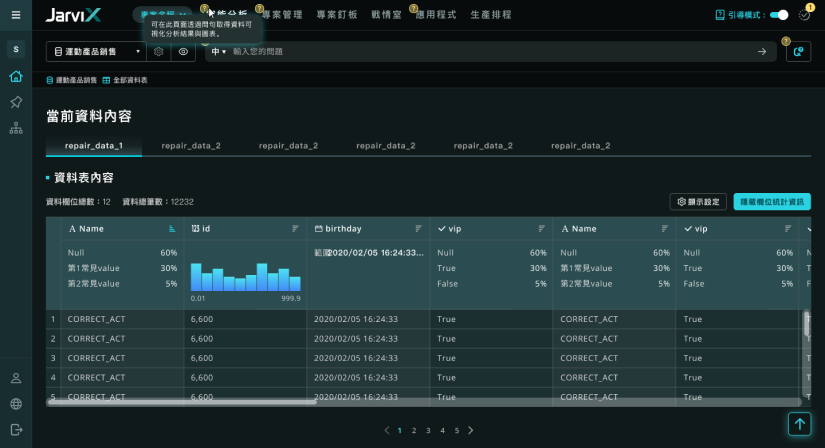 JarviX
能分析
專案管理
專案釘板
戰情室
應用程式
生產排程
引導模式：
1
可在此頁面透過問句取得資料可
視化分析結果與圖表。
S
運動產品銷售
中
輸入您的問題
運動產品銷售 全部資料表
當前資料內容
repair_data_1 repair_data_2 repair_data_2 repair_data_2 repair_data_2 repair_data_2
資料表內容
資料欄位總數：12 資料總筆數：12232
顯示設定
隱藏欄位統計資訊
A Name 123 id birthday vip A Name vip
Null 60% 範圍2020/02/05 16:24:33... Null 60% Null 60% Null 60%
第1常見value 30% True 30% 第1常見value 30% True 30%
第2常見value 5% False 5% 第2常見value 5% False 5%
0.01 999.9
1 CORRECT_ACT 6,600 2020/02/05 16:24:33 True CORRECT_ACT True
2 CORRECT_ACT 6,600 2020/02/05 16:24:33 True CORRECT_ACT True
3 CORRECT_ACT 6,600 2020/02/05 16:24:33 True CORRECT_ACT True
4 CORRECT_ACT 6,600 2020/02/05 16:24:33 True CORRECT_ACT True
5 CORRECT_ACT 6,600 2020/02/05 16:24:33 True CORRECT_ACT True
1 2 3 4 5